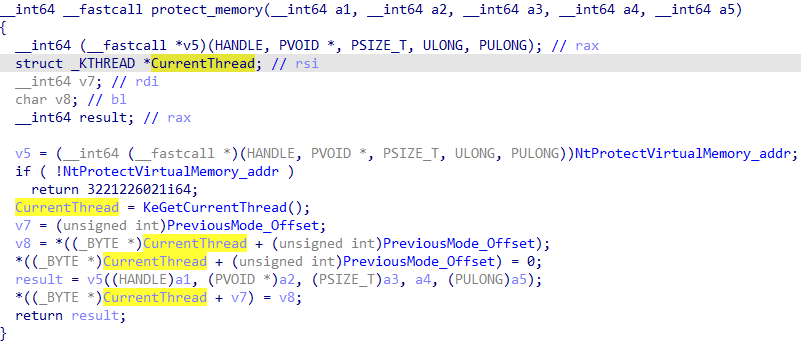 __int64 __fastcall protect_memory(__int64 a1, __int64 a2, __int64 a3, __int64 a4, __int64 a5)
{
  __int64 (__fastcall *v5)(HANDLE, PVOID *, PSIZE_T, ULONG, PULONG); // rax
  struct _KTHREAD *CurrentThread; // rsi
  __int64 v7; // rdi
  char v8; // bl
  __int64 result; // rax

  v5 = (__int64 (__fastcall *)(HANDLE, PVOID *, PSIZE_T, ULONG, PULONG))NtProtectVirtualMemory_addr;
  if ( !NtProtectVirtualMemory_addr )
    return 3221226021i64;
  CurrentThread = KeGetCurrentThread();
  v7 = (unsigned int)PreviousMode_Offset;
  v8 = *((_BYTE *)CurrentThread + (unsigned int)PreviousMode_Offset);
  *((_BYTE *)CurrentThread + (unsigned int)PreviousMode_Offset) = 0;
  result = v5((HANDLE)a1, (PVOID *)a2, (PSIZE_T)a3, a4, (PULONG)a5);
  *((_BYTE *)CurrentThread + v7) = v8;
  return result;
}